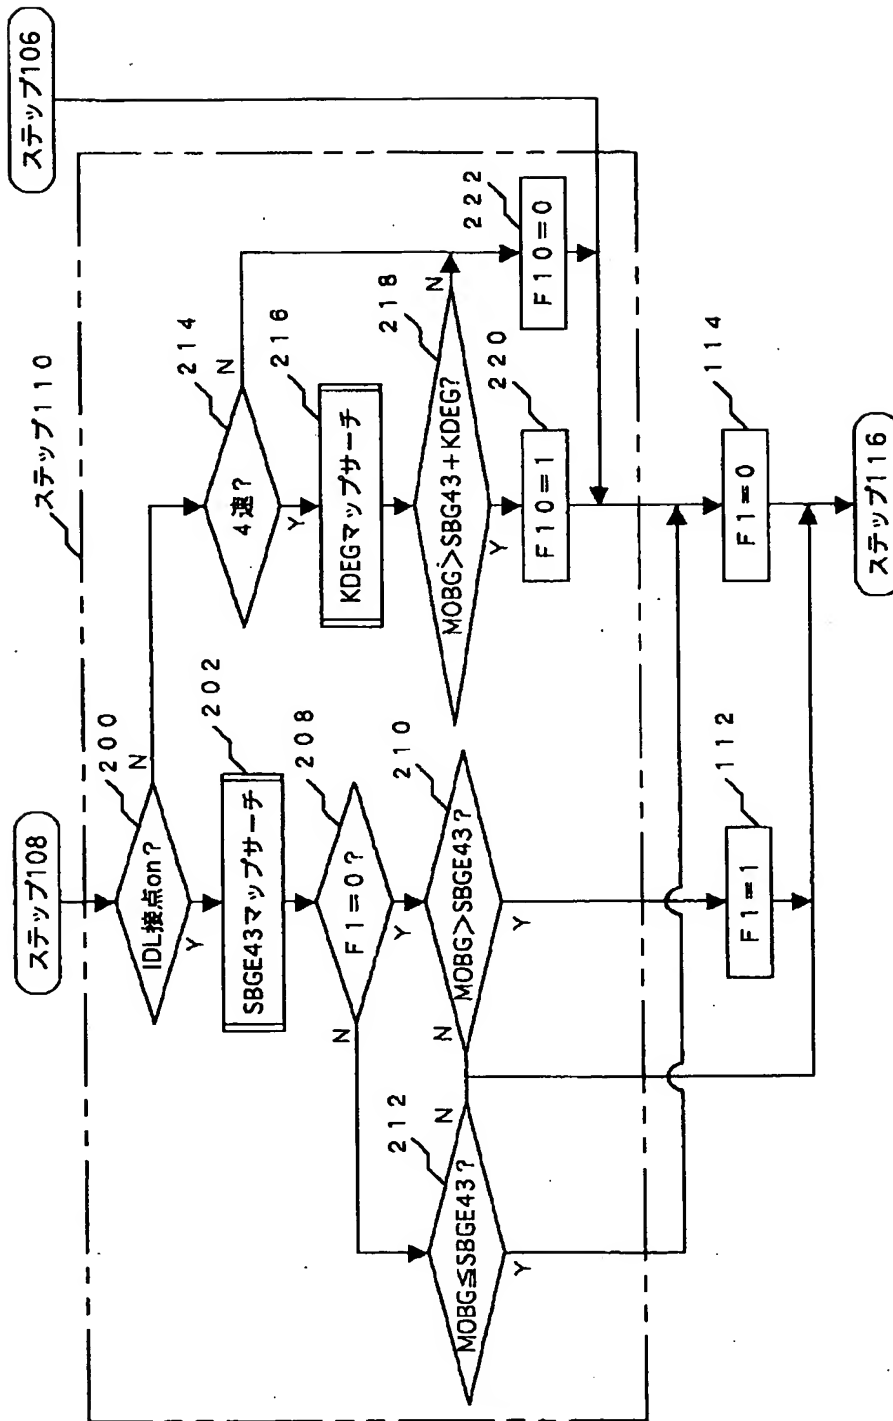 ステップ106
ステップ108
ステップ110
200
IDL接点on?
N
Y
202
SBGE43マップサーチ
208
F1=0?
N
Y
210
MOBG>SBGE43?
N
Y
212
MOBG≦SBGE43?
N
Y
214
4速?
N
Y
216
KDEGマップサーチ
218
MOBG>SBG43+KDEG?
N
Y
220
F10=1
222
F10=0
112
F1=1
114
F1=0
ステップ116